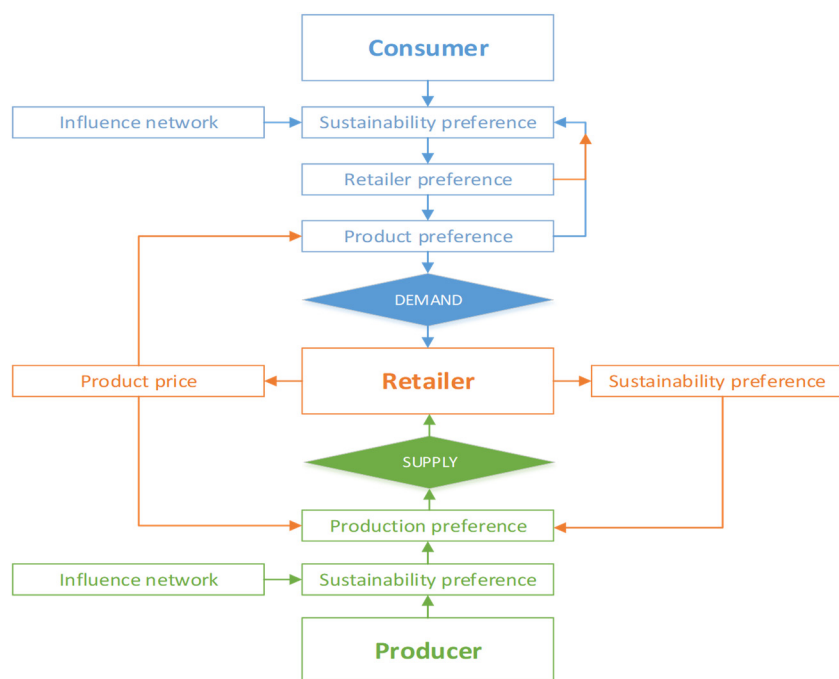 Consumer
Influence network
Sustainability preference
Retailer preference
Product preference
DEMAND
Product price
Retailer
Sustainability preference
SUPPLY
Production preference
Influence network
Sustainability preference
Producer